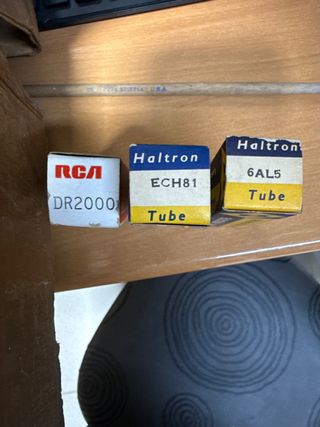 RCA
DR2000
Haltron
ECH81
Tube
Haltron
6AL5
Tube